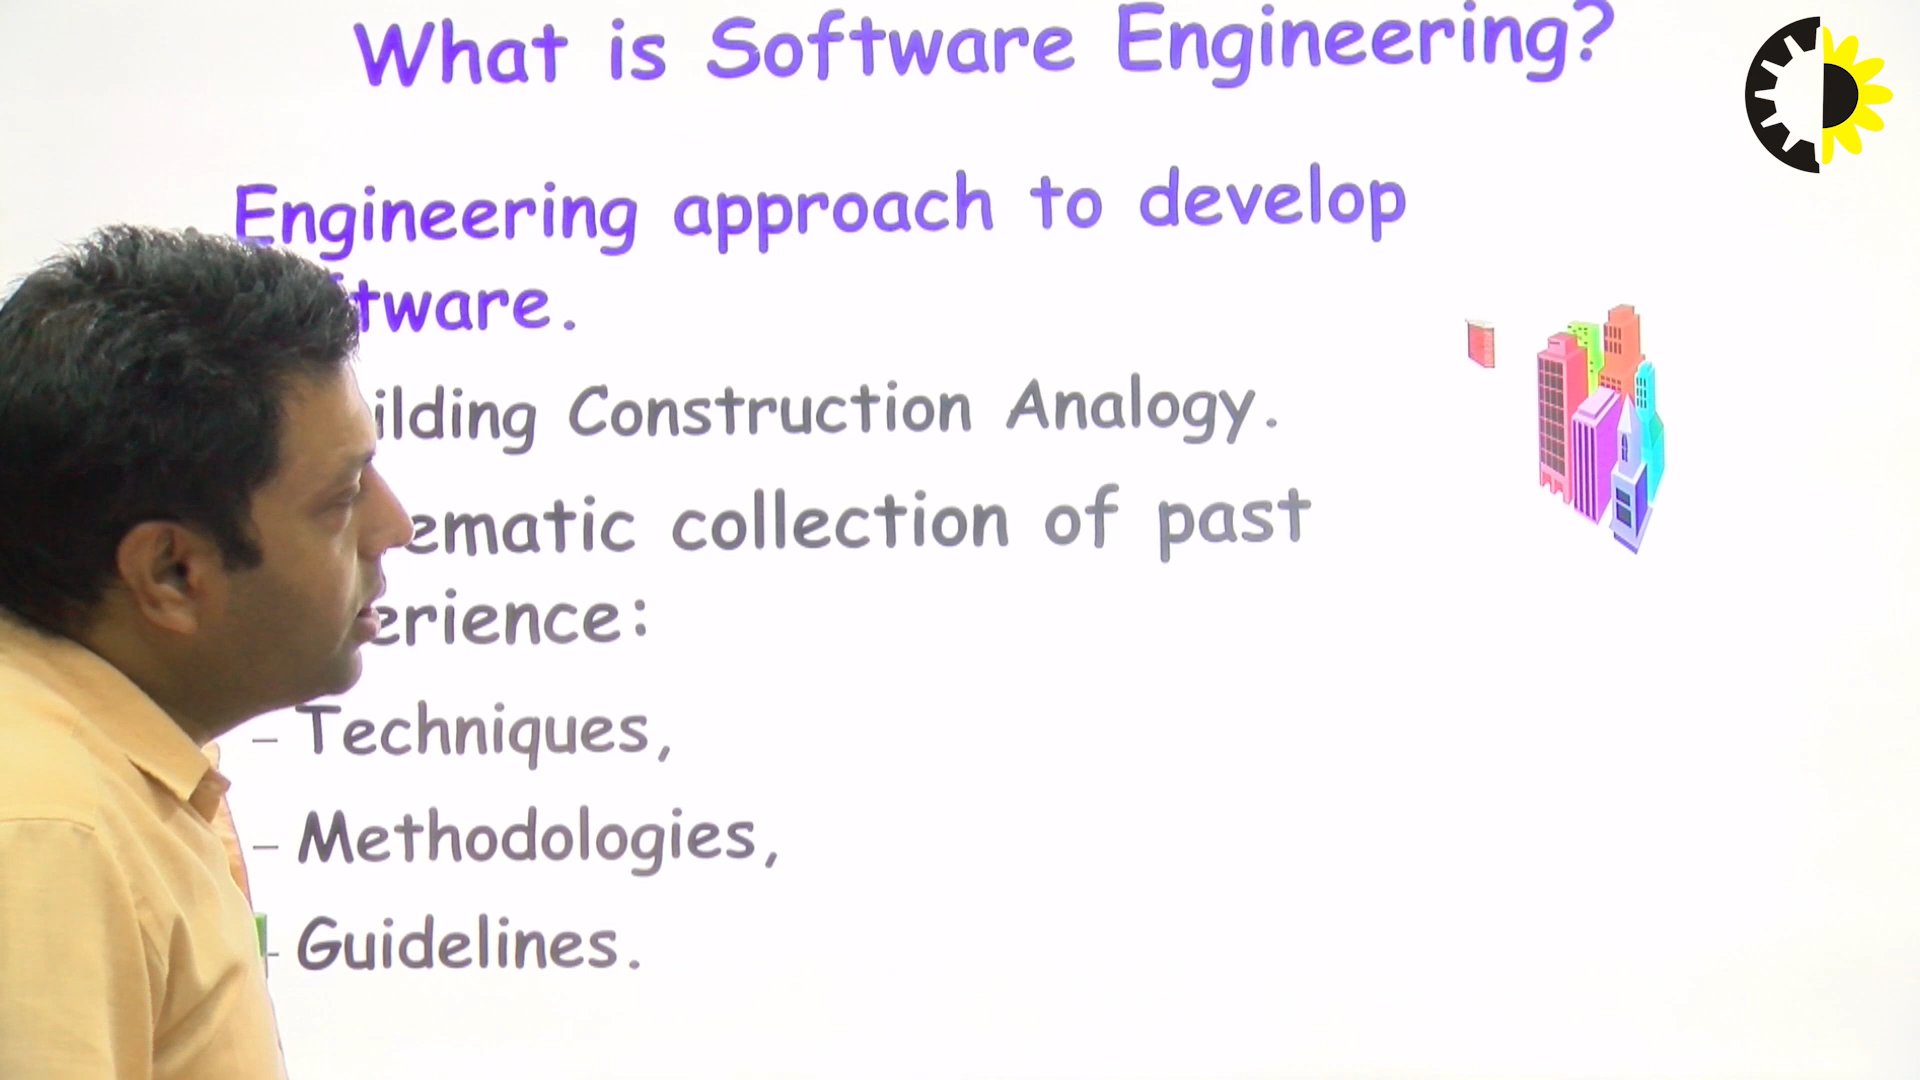 What is Software Engineering?
Engineering approach to develop
tware.
ilding Construction Analogy.
ematic collection of past
erience:
– Techniques,
– Methodologies,
– Guidelines.